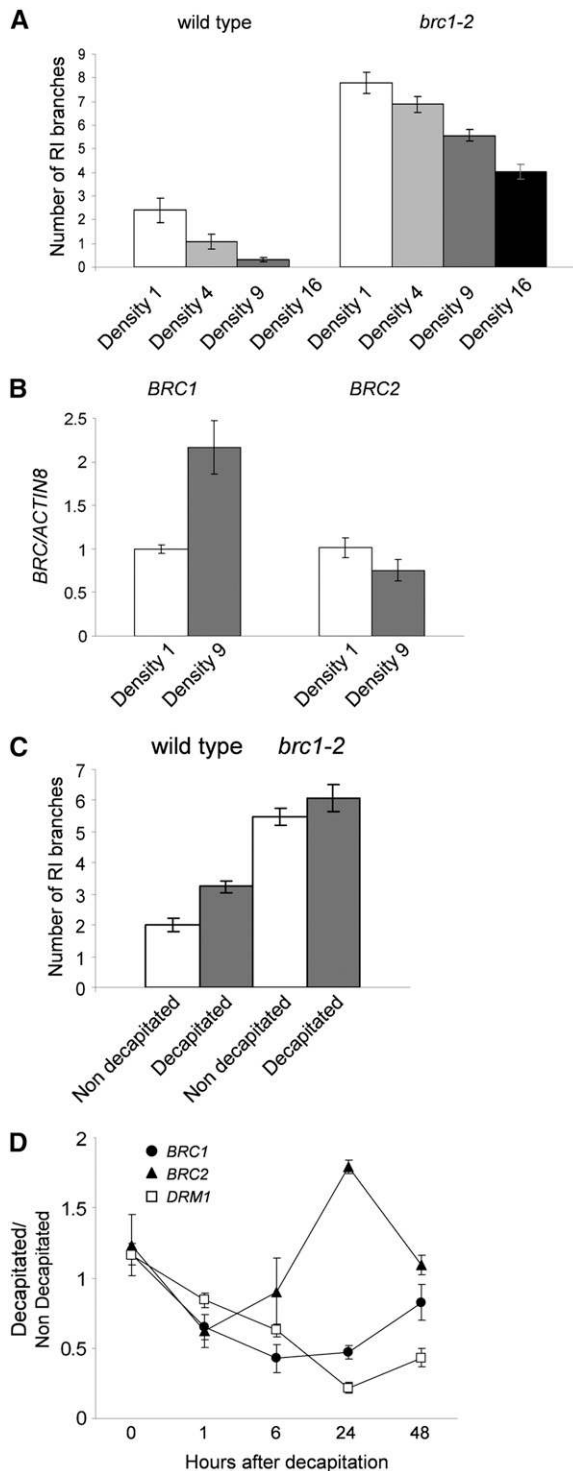 A
wild type
brc1-2
Number of RI branches
9
8
7
6
5
4
3
2
1
0
Density 1
Density 4
Density 9
Density 16
Density 1
Density 4
Density 9
Density 16
B
BRC1
BRC2
BRC/ACTIN8
2.5
2
1.5
1
0.5
0
Density 1
Density 9
Density 1
Density 9
C
wild type
brc1-2
Number of RI branches
7
6
5
4
3
2
1
0
Non decapitated
Decapitated
Non decapitated
Decapitated
D
BRC1
BRC2
DRM1
Decapitated/
Non Decapitated
2
1.5
1
0.5
0
0
1
6
24
48
Hours after decapitation